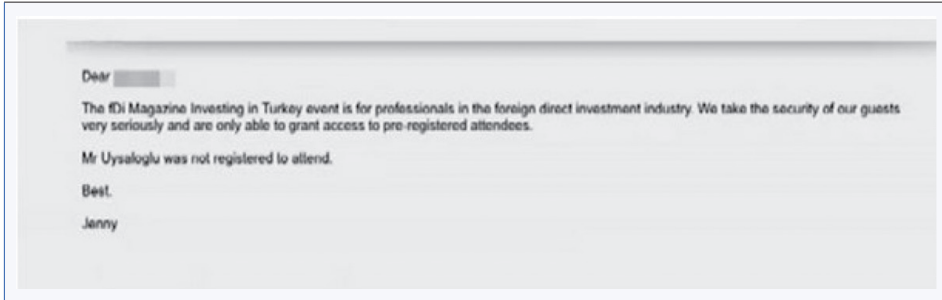 Dear
The fDi Magazine Investing in Turkey event is for professionals in the foreign direct investment industry. We take the security of our guests
very seriously and are only able to grant access to pre-registered attendees.
Mr Uysaloglu was not registered to attend.
Best.
Jenny